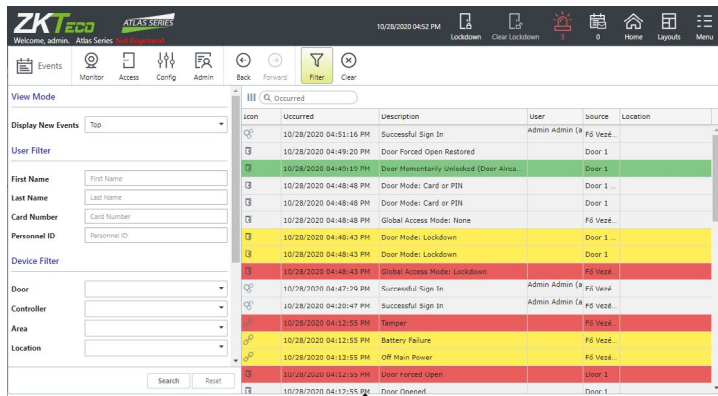 ZKTeco ATLAS SERIES
Welcome, admin. Atlas Series Not Registered
10/28/2020 04:52 PM Lockdown Clear Lockdown 3 0 Home Layouts Menu
Events Monitor Access Config Admin Back Forward Filter Clear
View Mode
Display New Events Top
User Filter
First Name First Name
Last Name Last Name
Card Number Card Number
Personnel ID Personnel ID
Device Filter
Door
Controller
Area
Location
Search Reset
Occurred
Icon Occurred Description User Source Location
10/28/2020 04:51:16 PM Successful Sign In Admin Admin (a Fő Vezé...
10/28/2020 04:49:20 PM Door Forced Open Restored Door 1
10/28/2020 04:49:19 PM Door Momentarily Unlocked (Door Alrea... Door 1
10/28/2020 04:48:48 PM Door Mode: Card or PIN Door 1 ...
10/28/2020 04:48:48 PM Door Mode: Card or PIN Door 1
10/28/2020 04:48:48 PM Global Access Mode: None Fő Vezé...
10/28/2020 04:48:43 PM Door Mode: Lockdown Door 1 ...
10/28/2020 04:48:43 PM Door Mode: Lockdown Door 1
10/28/2020 04:48:43 PM Global Access Mode: Lockdown Fő Vezé...
10/28/2020 04:47:29 PM Successful Sign In Admin Admin (a Fő Vezé...
10/28/2020 04:20:47 PM Successful Sign In Admin Admin (a Fő Vezé...
10/28/2020 04:12:55 PM Tamper Fő Vezé...
10/28/2020 04:12:55 PM Battery Failure Fő Vezé...
10/28/2020 04:12:55 PM Off Main Power Fő Vezé...
10/28/2020 04:12:55 PM Door Forced Open Door 1
10/28/2020 04:12:55 PM Door Opened Door 1